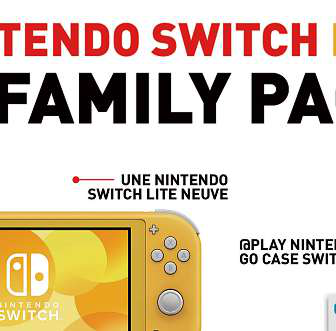 TENDO SWITCH
FAMILY PA
UNE NINTENDO
SWITCH LITE NEUVE
@PLAY NINTE
GO CASE SWIT
NINTENDO
SWITCH
X
Y
A
B